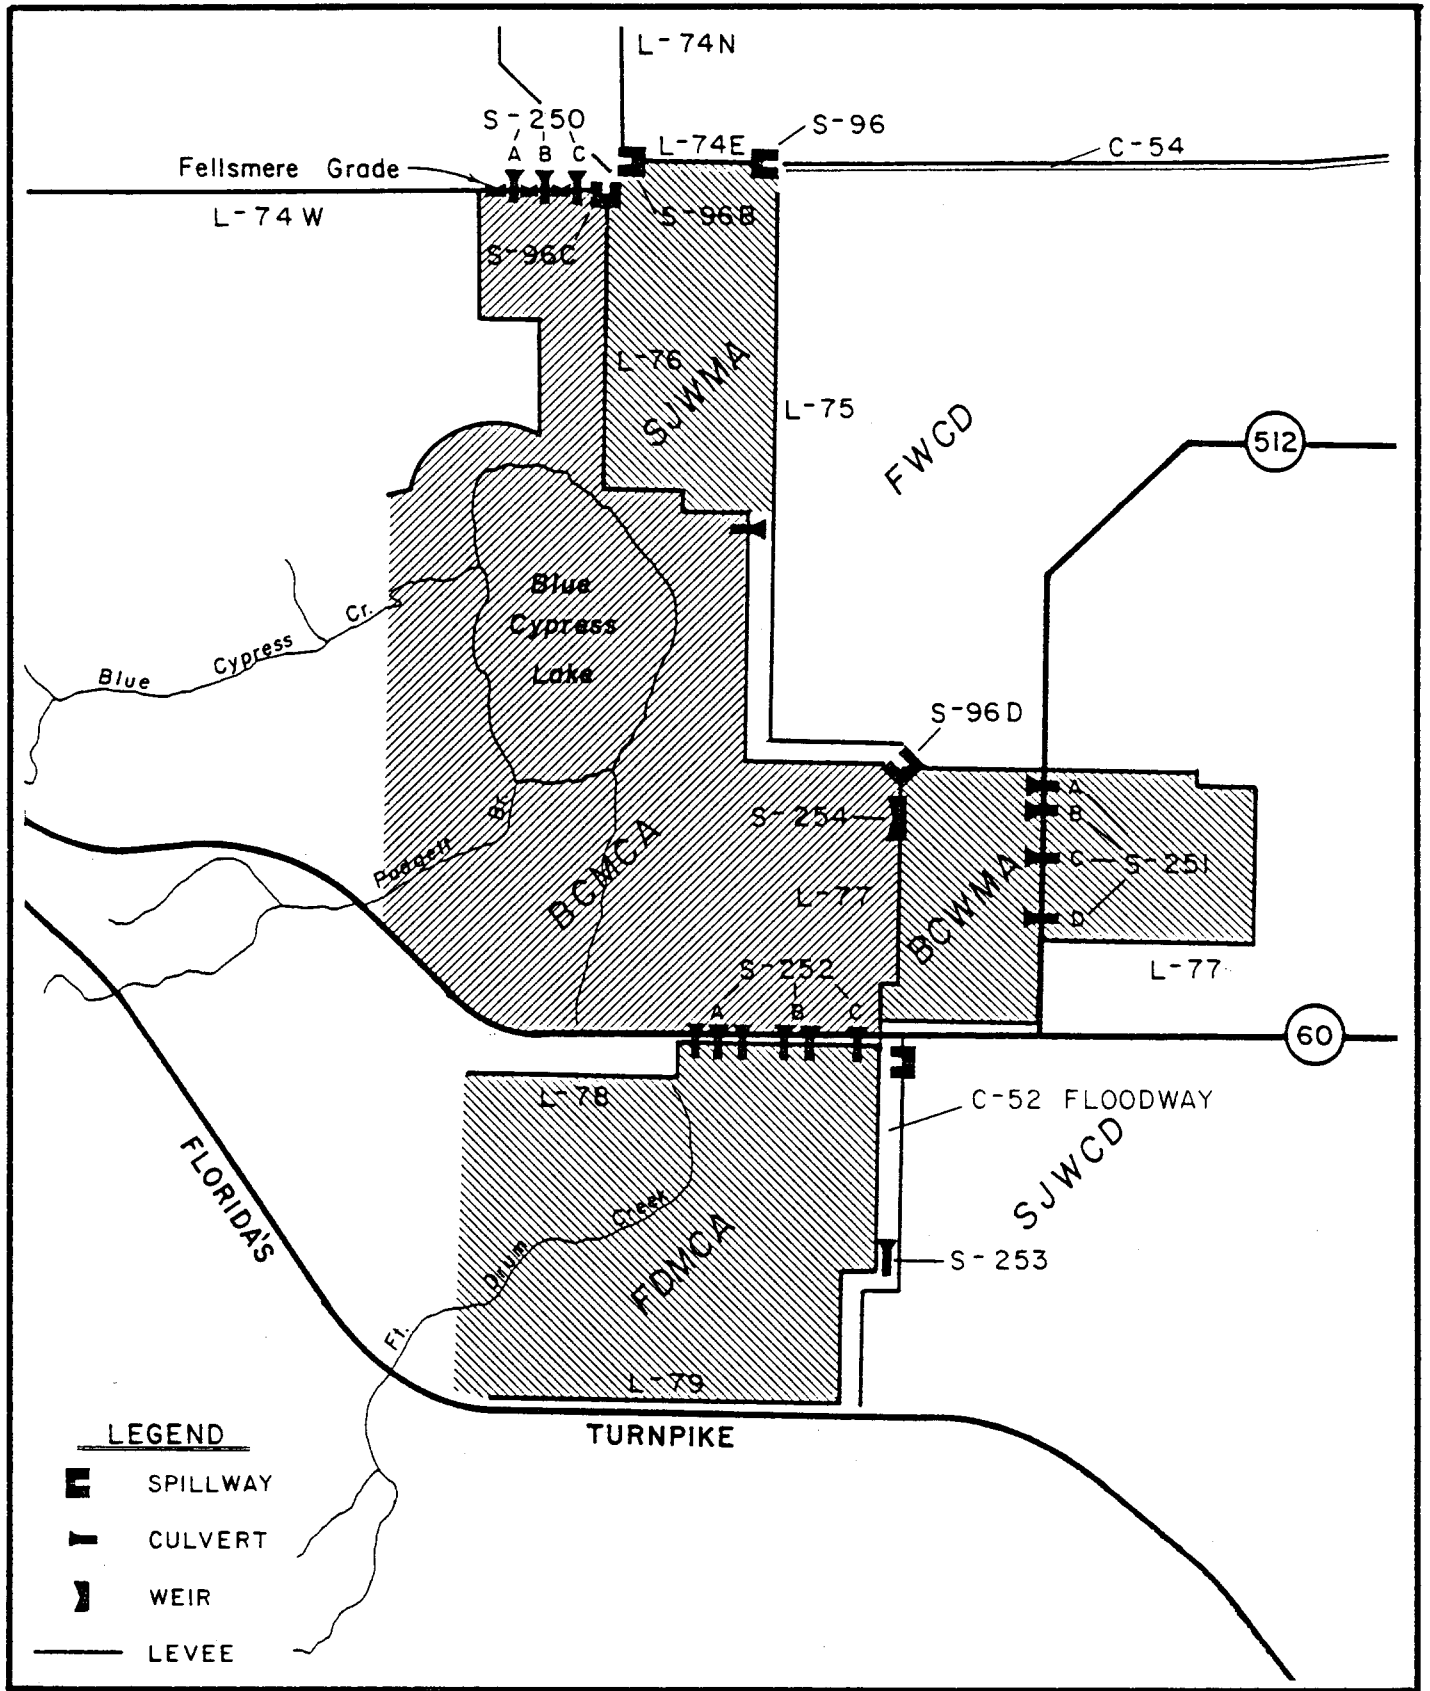 L-74N
S-250
A B C
S-96
L-74E
C-54
Fellsmere Grade
L-74W
S-96B
S-96C
L-76
SJWMA
L-75
FWCD
512
Blue
Cypress
Lake
Blue Cypress Cr.
S-96D
Padgett Br.
BCMCA
S-254
L-77
BCWMA
A
B
C
D
S-251
L-77
S-252
A B C
60
L-78
C-52 FLOODWAY
SJWCD
FLORIDA'S
Ft. Drum Creek
FDMCA
S-253
L-79
TURNPIKE
LEGEND
SPILLWAY
CULVERT
WEIR
LEVEE